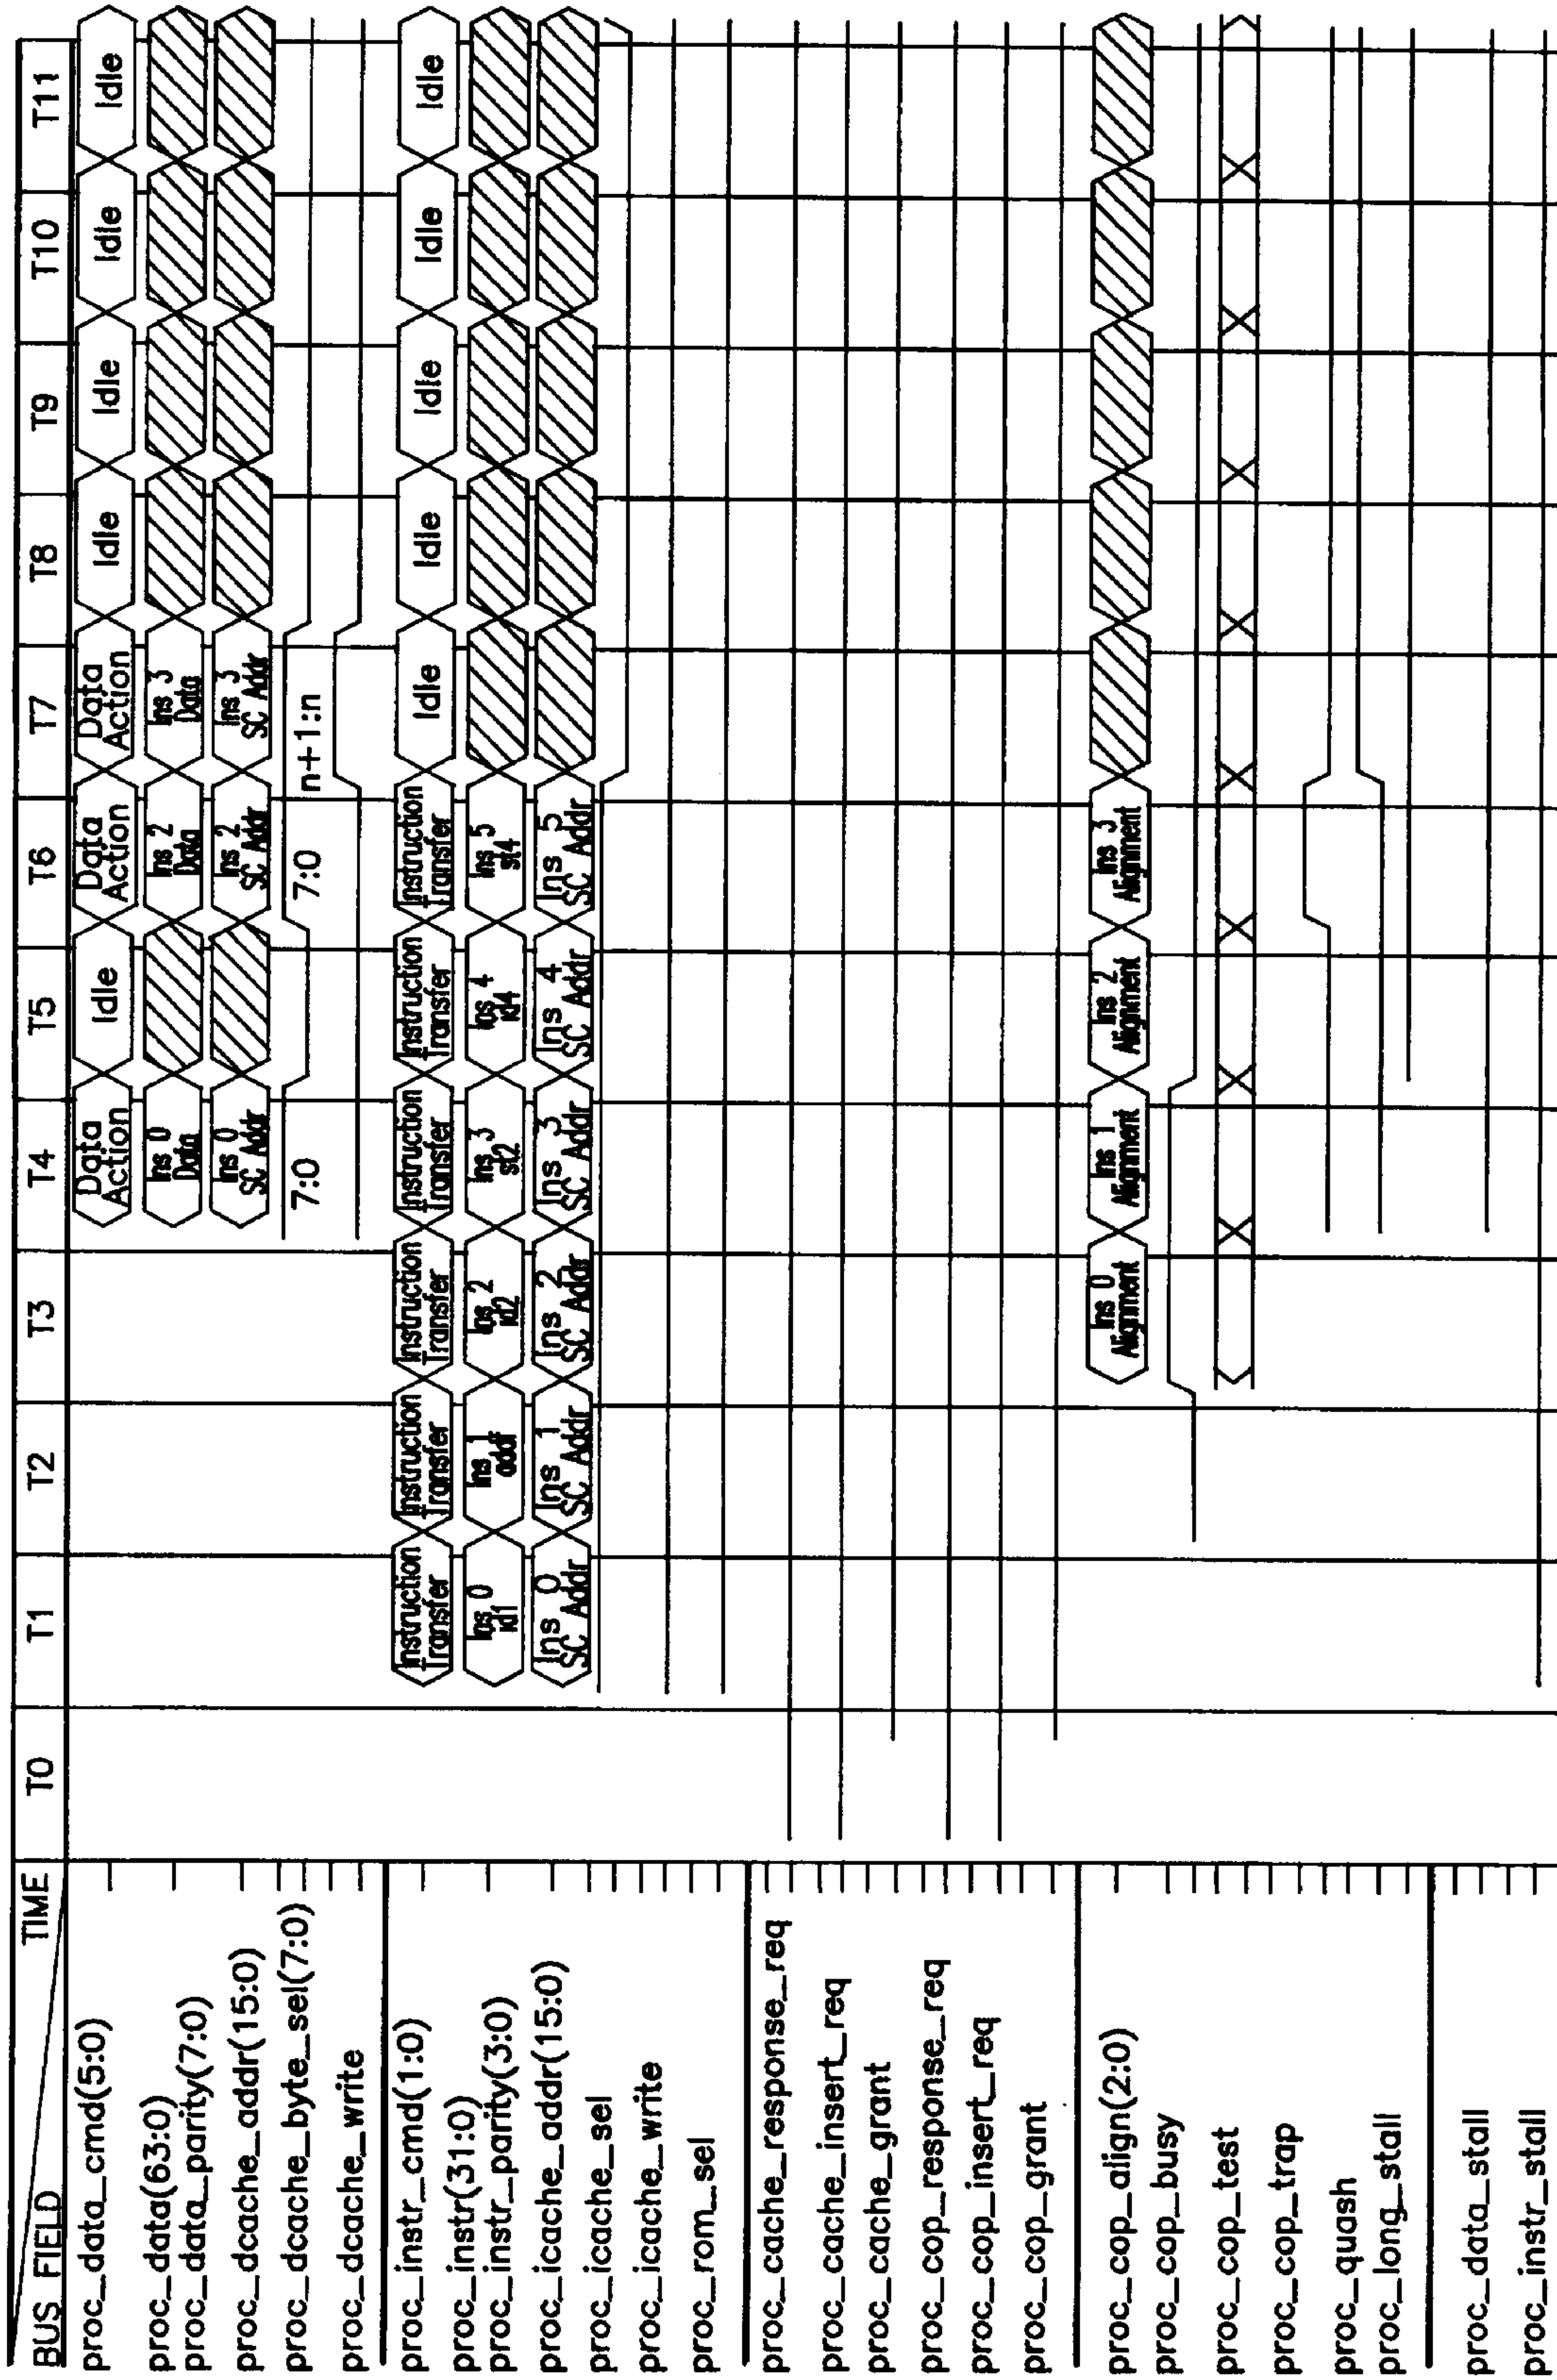 BUS FIELD TIME T0 T1 T2 T3 T4 T5 T6 T7 T8 T9 T10 T11
proc_data_cmd(5:0) Data Action Idle Data Action Data Action Idle Idle Idle Idle
proc_data(63:0) Ins 0 Data Ins 2 Data Ins 3 Data
proc_data_parity(7:0)
proc_dcache_addr(15:0) Ins 0 SC Addr Ins 2 SC Addr Ins 3 SC Addr
proc_dcache_byte_sel(7:0) 7:0 7:0 n+1:n
proc_dcache_write
proc_instr_cmd(1:0) Instruction Transfer Instruction Transfer Instruction Transfer Instruction Transfer Instruction Transfer Instruction Transfer Idle Idle Idle Idle Idle
proc_instr(31:0) Ins 0 ld1 Ins 1 addf Ins 2 ld2 Ins 3 st2 Ins 4 ld4 Ins 5 st4
proc_instr_parity(3:0)
proc_icache_addr(15:0) Ins 0 SC Addr Ins 1 SC Addr Ins 2 SC Addr Ins 3 SC Addr Ins 4 SC Addr Ins 5 SC Addr
proc_icache_sel
proc_icache_write
proc_rom_sel
proc_cache_response_req
proc_cache_insert_req
proc_cache_grant
proc_cop_response_req
proc_cop_insert_req
proc_cop_grant
proc_cop_align(2:0) Ins 0 Alignment Ins 1 Alignment Ins 2 Alignment Ins 3 Alignment
proc_cop_busy
proc_cop_test
proc_cop_trap
proc_quash
proc_long_stall
proc_data_stall
proc_instr_stall